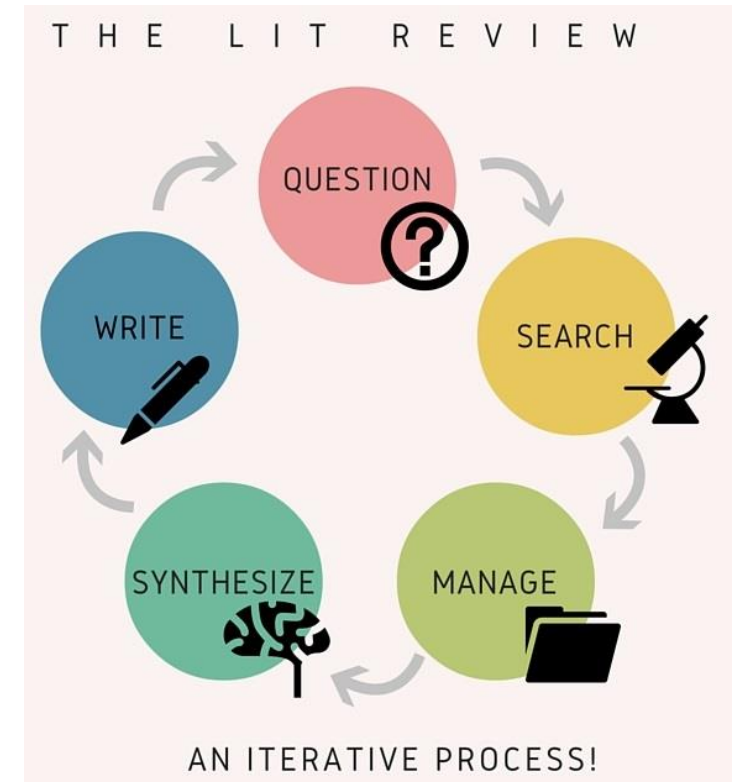 THE LIT REVIEW
QUESTION
?
SEARCH
MANAGE
SYNTHESIZE
WRITE
AN ITERATIVE PROCESS!